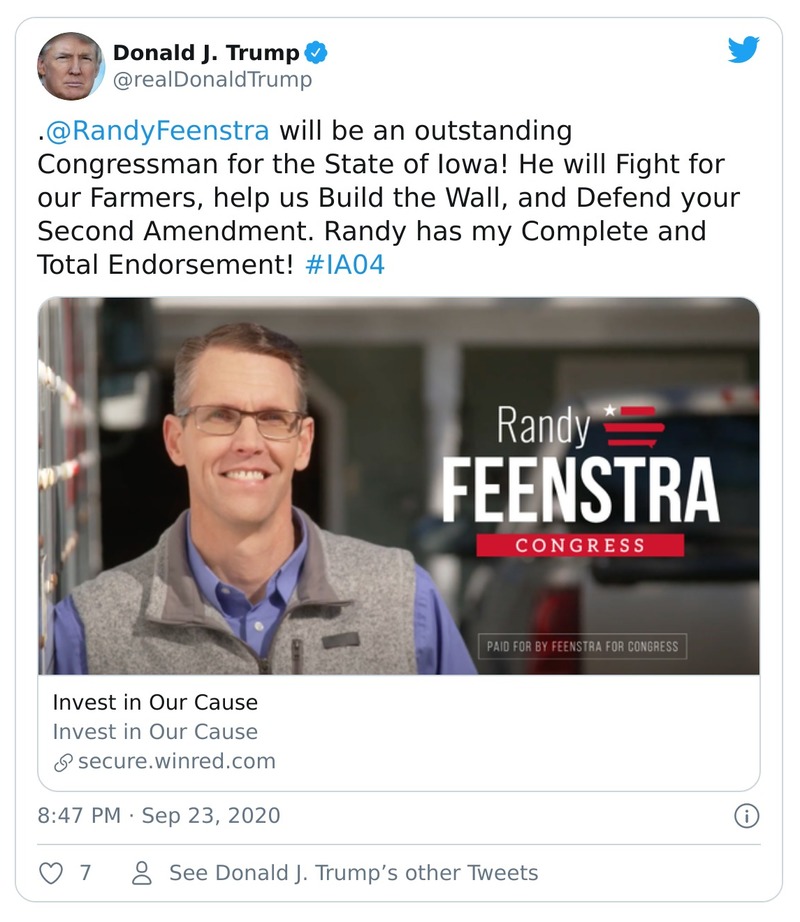 Donald J. Trump
@realDonaldTrump
.@RandyFeenstra will be an outstanding
Congressman for the State of Iowa! He will Fight for
our Farmers, help us Build the Wall, and Defend your
Second Amendment. Randy has my Complete and
Total Endorsement! #IA04
Randy
FEENSTRA
CONGRESS
PAID FOR BY FEENSTRA FOR CONGRESS
Invest in Our Cause
Invest in Our Cause
secure.winred.com
8:47 PM · Sep 23, 2020
7 See Donald J. Trump’s other Tweets